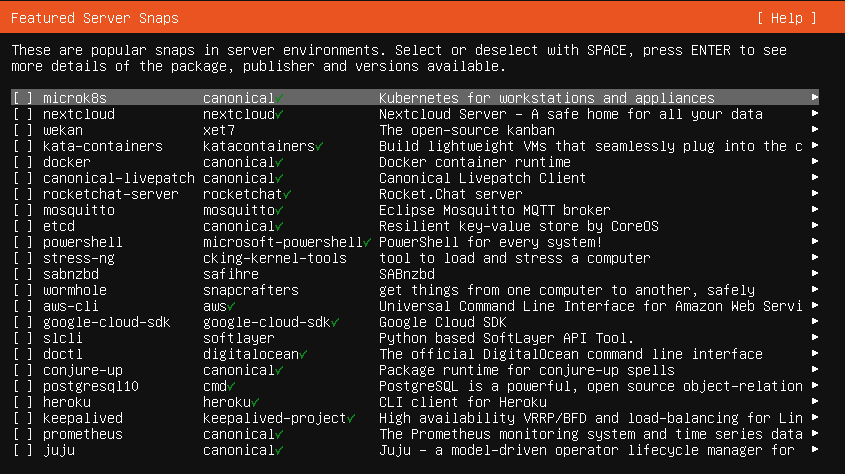 Featured Server Snaps [ Help ]
These are popular snaps in server environments. Select or deselect with SPACE, press ENTER to see
more details of the package, publisher and versions available.
[ ] microk8s canonical✓ Kubernetes for workstations and appliances ▸
[ ] nextcloud nextcloud✓ Nextcloud Server - A safe home for all your data ▸
[ ] wekan xet7 The open-source kanban ▸
[ ] kata-containers katacontainers✓ Build lightweight VMs that seamlessly plug into the c ▸
[ ] docker canonical✓ Docker container runtime ▸
[ ] canonical-livepatch canonical✓ Canonical Livepatch Client ▸
[ ] rocketchat-server rocketchat✓ Rocket.Chat server ▸
[ ] mosquitto mosquitto✓ Eclipse Mosquitto MQTT broker ▸
[ ] etcd canonical✓ Resilient key-value store by CoreOS ▸
[ ] powershell microsoft-powershell✓ PowerShell for every system! ▸
[ ] stress-ng cking-kernel-tools tool to load and stress a computer ▸
[ ] sabnzbd safihre SABnzbd ▸
[ ] wormhole snapcrafters get things from one computer to another, safely ▸
[ ] aws-cli aws✓ Universal Command Line Interface for Amazon Web Servi ▸
[ ] google-cloud-sdk google-cloud-sdk✓ Google Cloud SDK ▸
[ ] slcli softlayer Python based SoftLayer API Tool. ▸
[ ] doctl digitalocean✓ The official DigitalOcean command line interface ▸
[ ] conjure-up canonical✓ Package runtime for conjure-up spells ▸
[ ] postgresql10 cmd✓ PostgreSQL is a powerful, open source object-relation ▸
[ ] heroku heroku✓ CLI client for Heroku ▸
[ ] keepalived keepalived-project✓ High availability VRRP/BFD and load-balancing for Lin ▸
[ ] prometheus canonical✓ The Prometheus monitoring system and time series data ▸
[ ] juju canonical✓ Juju - a model-driven operator lifecycle manager for ▸